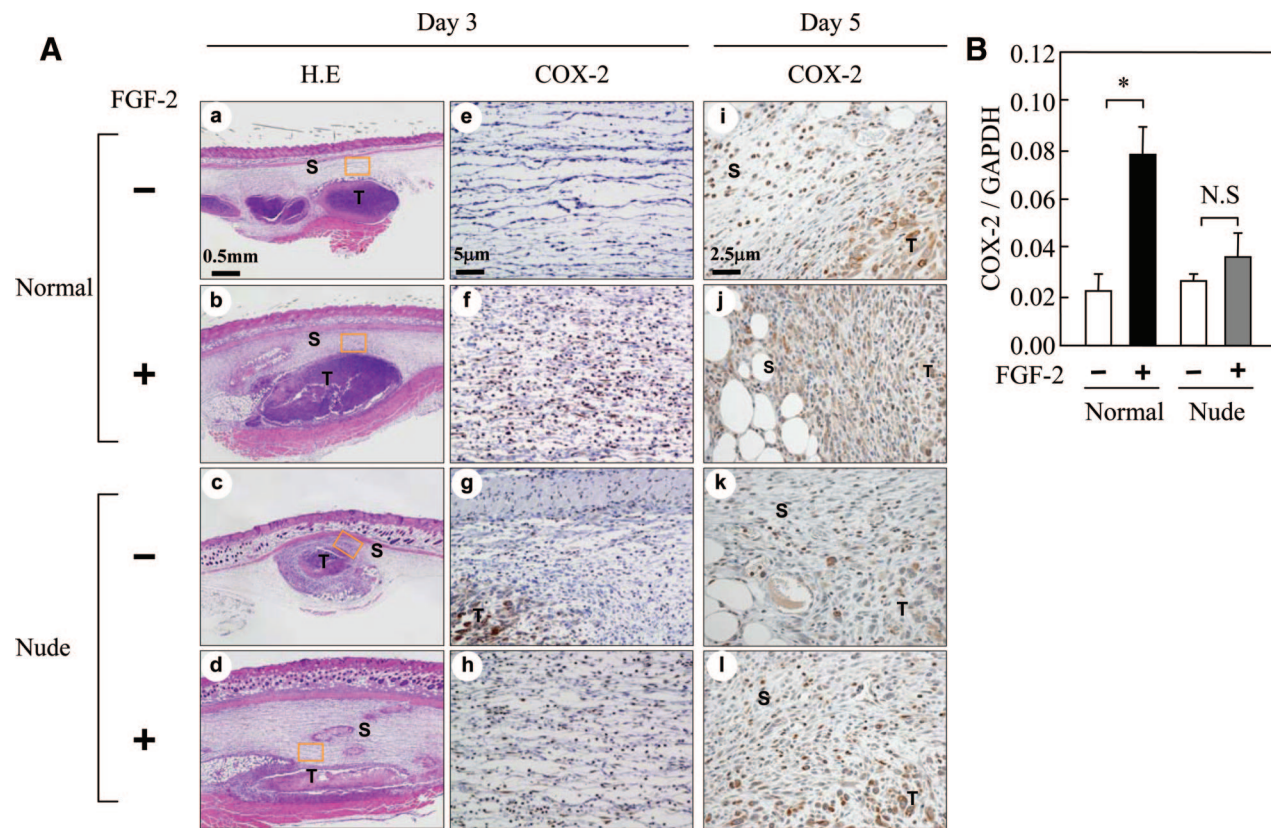 A
Day 3
Day 5
H.E
COX-2
COX-2
FGF-2
Normal
−
+
Nude
−
+
a
S
T
0.5mm
e
5μm
i
S
T
2.5μm
b
S
T
f
j
S
T
c
S
T
g
T
k
S
T
d
S
T
h
l
S
T
B
COX-2 / GAPDH
0.12
0.10
0.08
0.06
0.04
0.02
0.00
*
N.S
FGF-2 − + − +
Normal Nude